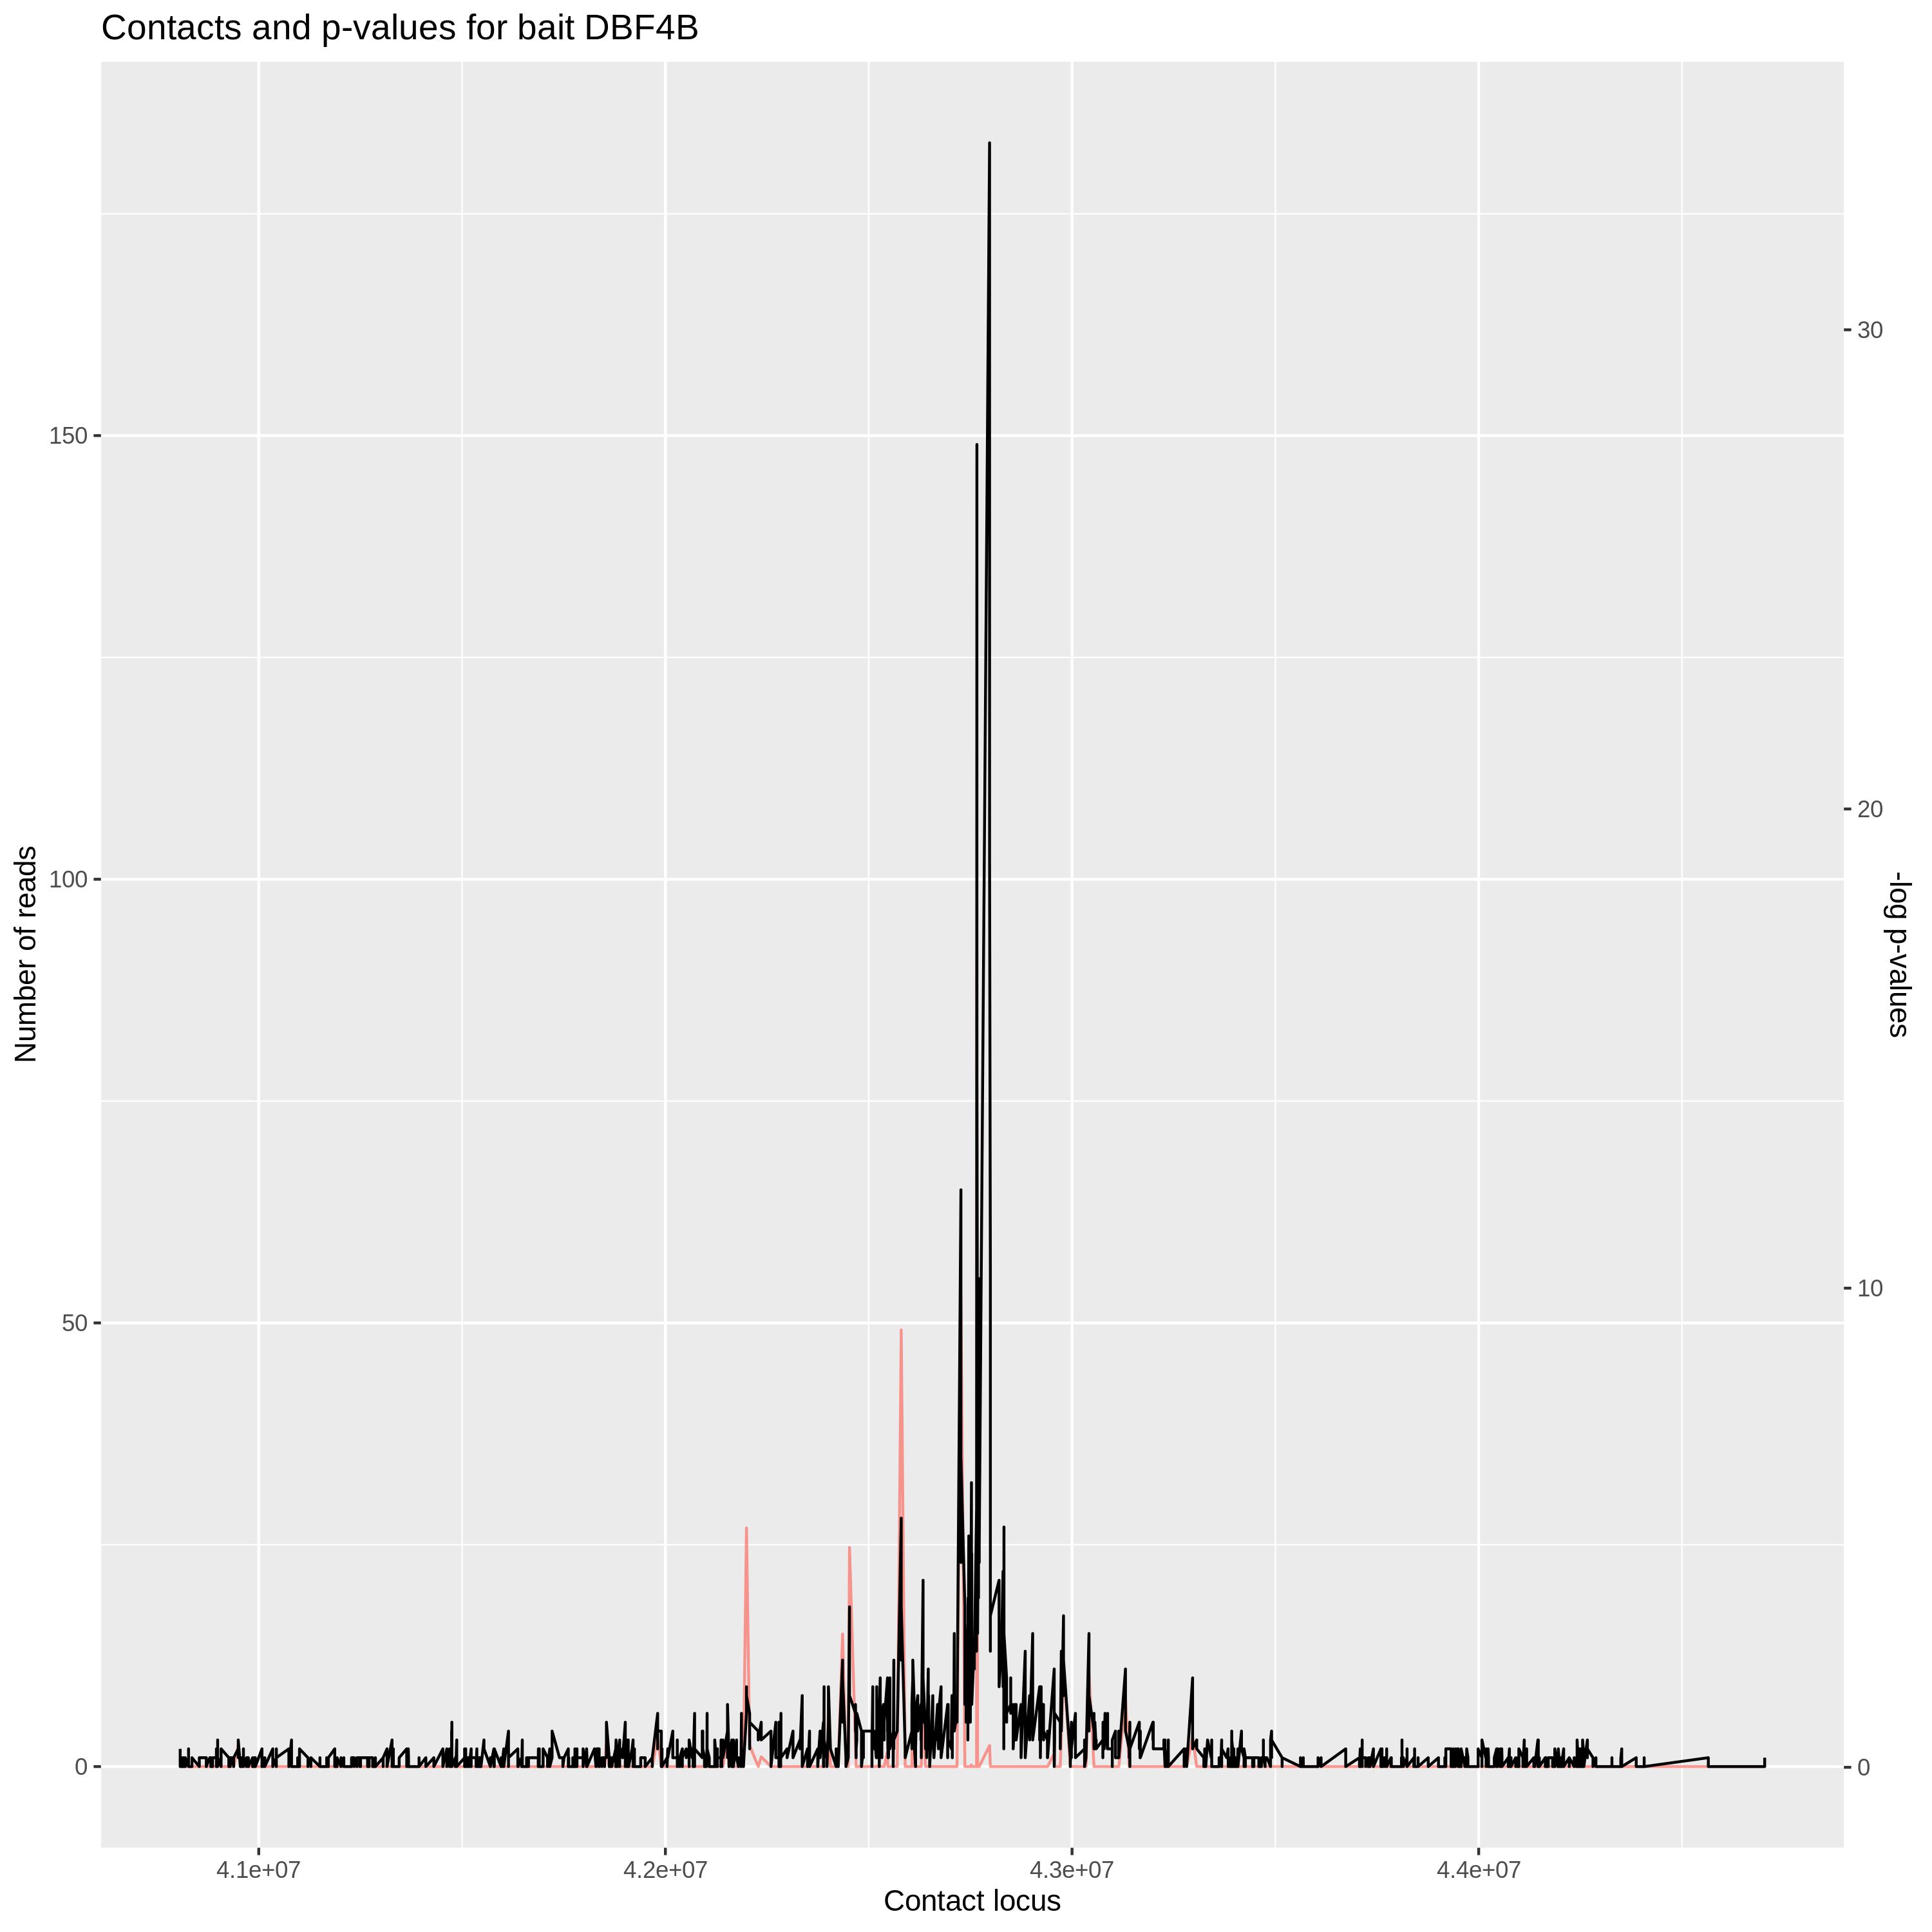 Contacts and p-values for bait DBF4B
Number of reads
150
100
50
0
30
20
10
0
-log p-values
4.1e+07 4.2e+07 4.3e+07 4.4e+07
Contact locus